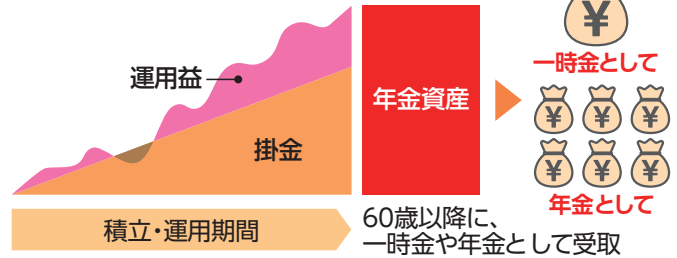 運用益
掛金
積立・運用期間
年金資産
60歳以降に、
一時金や年金として受取
¥
一時金として
¥ ¥ ¥
¥ ¥ ¥
年金として